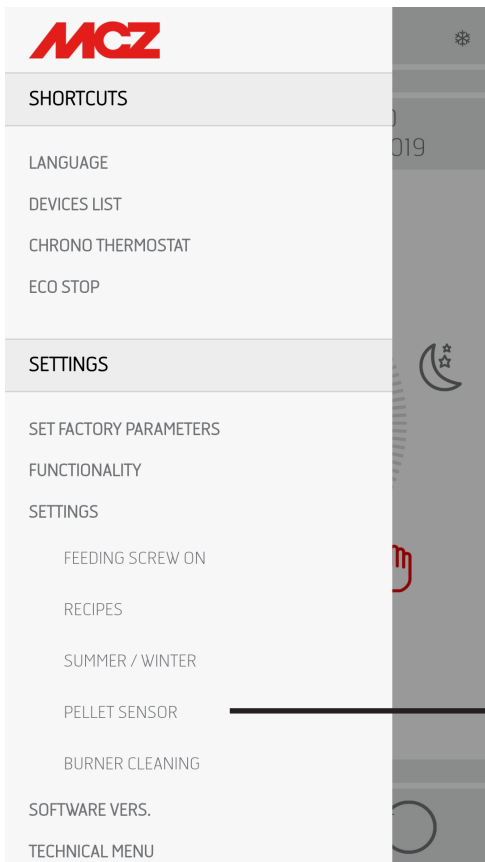 MCZ
SHORTCUTS
019
LANGUAGE
DEVICES LIST
CHRONO THERMOSTAT
ECO STOP
SETTINGS
SET FACTORY PARAMETERS
FUNCTIONALITY
SETTINGS
FEEDING SCREW ON
RECIPES
SUMMER / WINTER
PELLET SENSOR
BURNER CLEANING
SOFTWARE VERS.
TECHNICAL MENU